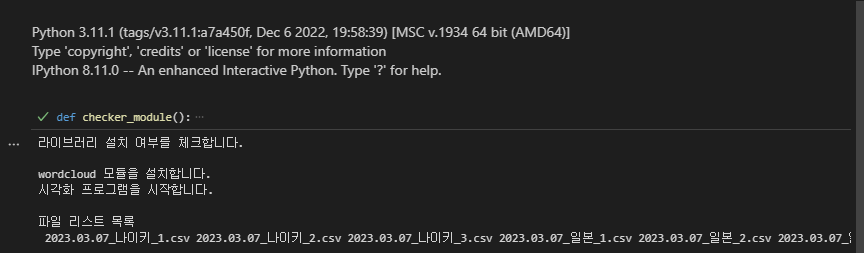 Python 3.11.1 (tags/v3.11.1:a7a450f, Dec 6 2022, 19:58:39) [MSC v.1934 64 bit (AMD64)]
Type 'copyright', 'credits' or 'license' for more information
IPython 8.11.0 -- An enhanced Interactive Python. Type '?' for help.
def checker_module():
라이브러리 설치 여부를 체크합니다.
wordcloud 모듈을 설치합니다.
시각화 프로그램을 시작합니다.
파일 리스트 목록
2023.03.07_나이키_1.csv 2023.03.07_나이키_2.csv 2023.03.07_나이키_3.csv 2023.03.07_일본_1.csv 2023.03.07_일본_2.csv 2023.03.07_